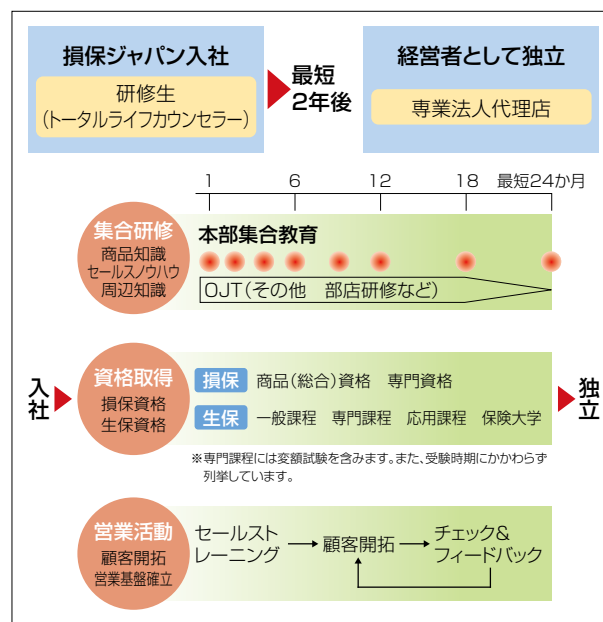 損保ジャパン入社
研修生
(トータルライフカウンセラー)
最短
2年後
経営者として独立
専業法人代理店
1 6 12 18 最短24か月
集合研修
商品知識
セールスノウハウ
周辺知識
本部集合教育
OJT(その他 部店研修など)
入社
資格取得
損保資格
生保資格
損保 商品(総合)資格 専門資格
生保 一般課程 専門課程 応用課程 保険大学
※専門課程には変額試験を含みます。また、受験時期にかかわらず
列挙しています。
独立
営業活動
顧客開拓
営業基盤確立
セールスト
レーニング
顧客開拓
チェック&
フィードバック